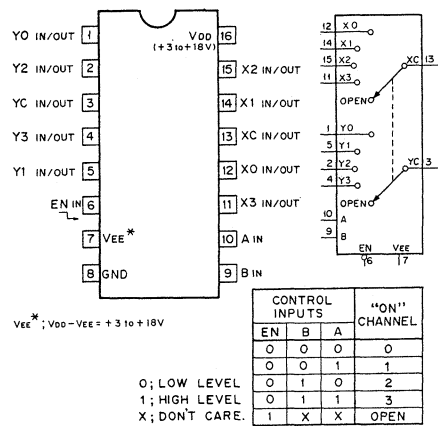 Y0 IN/OUT 1
Y2 IN/OUT 2
YC IN/OUT 3
Y3 IN/OUT 4
Y1 IN/OUT 5
EN IN 6
7 VEE*
8 GND
VDD 16
(+3 to +18V)
15 X2 IN/OUT
14 X1 IN/OUT
13 XC IN/OUT
12 X0 IN/OUT
11 X3 IN/OUT
10 A IN
9 B IN
12 X0
14 X1
15 X2
11 X3
XC 13
OPEN
1 Y0
5 Y1
2 Y2
4 Y3
YC 3
OPEN
10 A
9 B
EN VEE
6 7
VEE*; VDD-VEE = +3 to +18V
CONTROL INPUTS "ON" CHANNEL
EN B A
0 0 0 0
0 0 1 1
0 1 0 2
0 1 1 3
1 X X OPEN
0; LOW LEVEL
1; HIGH LEVEL
X; DON'T CARE.